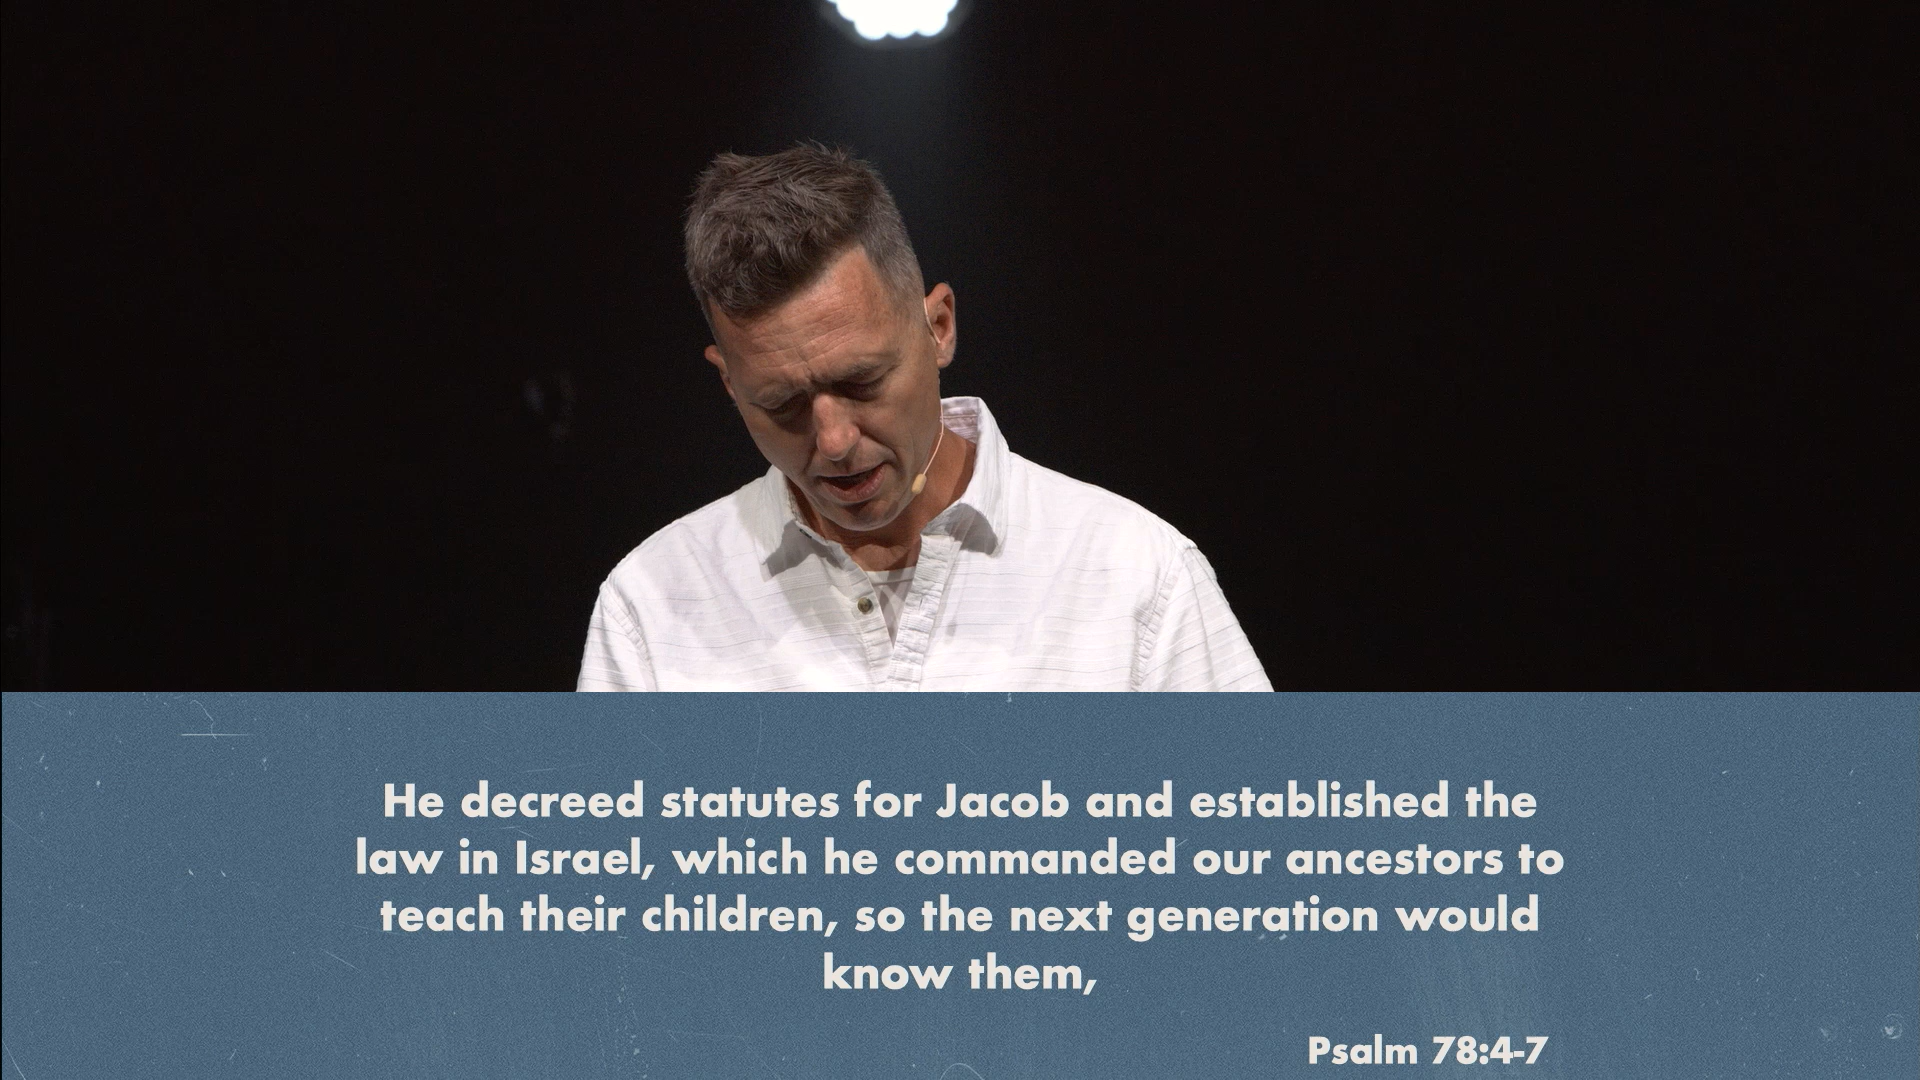 He decreed statutes for Jacob and established the
law in Israel, which he commanded our ancestors to
teach their children, so the next generation would
know them,
Psalm 78:4-7